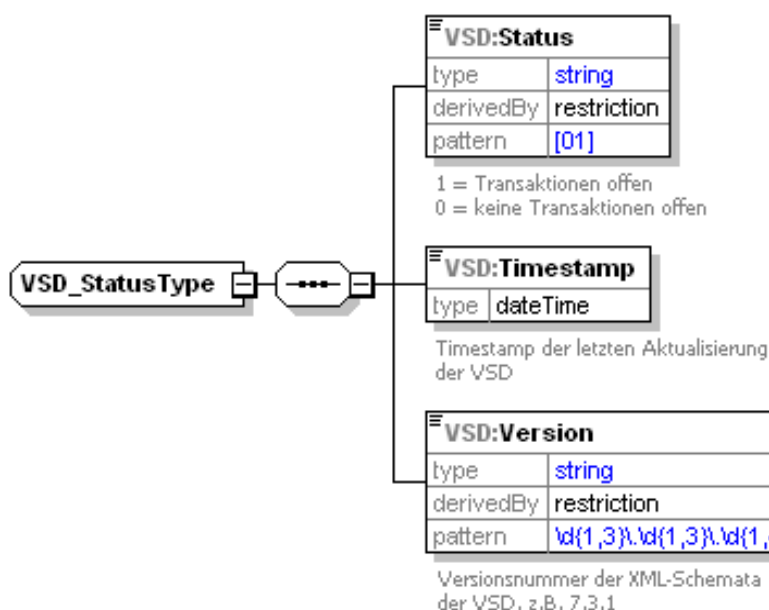 VSD:Status
type string
derivedBy restriction
pattern [01]
1 = Transaktionen offen
0 = keine Transaktionen offen
VSD_StatusType
VSD:Timestamp
type dateTime
Timestamp der letzten Aktualisierung
der VSD
VSD:Version
type string
derivedBy restriction
pattern \d{1,3}\.\d{1,3}\.\d{1,
Versionsnummer der XML-Schemata
der VSD, z.B. 7.3.1